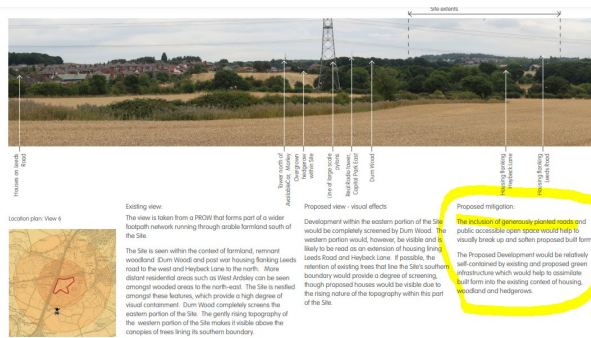 Site extents
Houses on Leeds
Road
Tower north of
AvailableCar, Morley
Overgrown
hedgerow
within Site
Line of large scale
pylons
Real Radio tower,
Capitol Park East
Dum Wood
Housing flanking
Heybeck Lane
Housing flanking
Leeds Road
Location plan: View 6
Existing view:
The view is taken from a PROW that forms part of a wider
footpath network running through arable farmland south of
the Site.
The Site is seen within the context of farmland, remnant
woodland (Dum Wood) and post war housing flanking Leeds
road to the west and Heybeck Lane to the north. More
distant residential areas such as West Ardsley can be seen
amongst wooded areas to the north-east. The Site is nestled
amongst these features, which provide a high degree of
visual containment. Dum Wood completely screens the
eastern portion of the Site. The gently rising topography of
the western portion of the Site makes it visible above the
canopies of trees lining its southern boundary.
Proposed view - visual effects
Development within the eastern portion of the Site
would be completely screened by Dum Wood. The
western portion would, however, be visible and is
likely to be read as an extension of housing lining
Leeds Road and Heybeck Lane. If possible, the
retention of existing trees that line the Site's southern
boundary would provide a degree of screening,
though proposed houses would be visible due to
the rising nature of the topography within this part
of the Site.
Proposed mitigation:
The inclusion of generously planted roads and
public accessible open space would help to
visually break up and soften proposed built form
The Proposed Development would be relatively
self-contained by existing and proposed green
infrastructure which would help to assimilate
built form into the existing context of housing,
woodland and hedgerows.